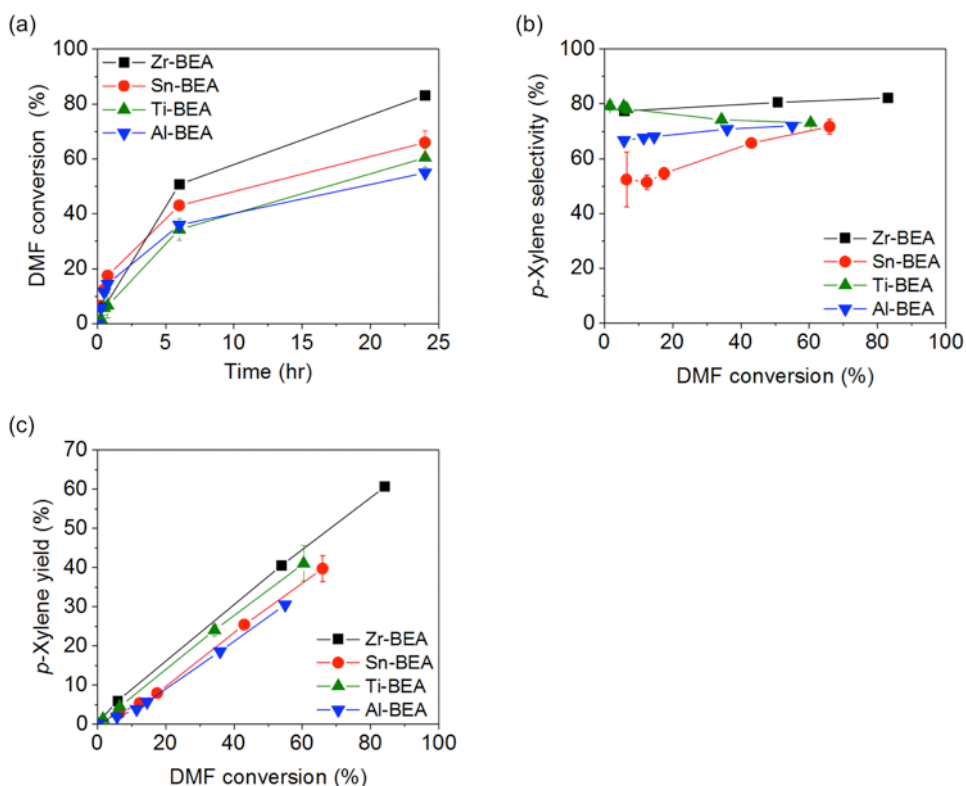 (a)
100
80
60
40
20
0
DMF conversion (%)
Zr-BEA
Sn-BEA
Ti-BEA
Al-BEA
0 5 10 15 20 25
Time (hr)
(b)
100
80
60
40
20
0
p-Xylene selectivity (%)
Zr-BEA
Sn-BEA
Ti-BEA
Al-BEA
0 20 40 60 80 100
DMF conversion (%)
(c)
70
60
50
40
30
20
10
0
p-Xylene yield (%)
Zr-BEA
Sn-BEA
Ti-BEA
Al-BEA
0 20 40 60 80 100
DMF conversion (%)